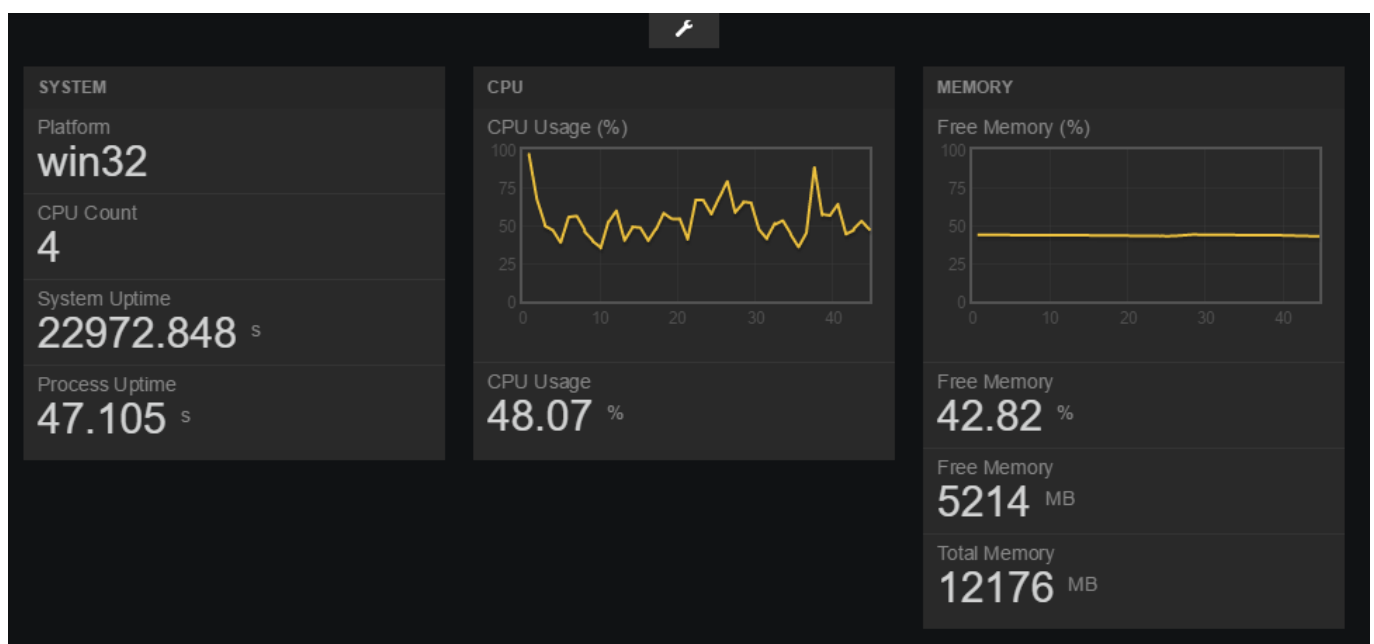 SYSTEM
Platform
win32
CPU Count
4
System Uptime
22972.848 s
Process Uptime
47.105 s
CPU
CPU Usage (%)
100
75
50
25
0
0 10 20 30 40
CPU Usage
48.07 %
MEMORY
Free Memory (%)
100
75
50
25
0
0 10 20 30 40
Free Memory
42.82 %
Free Memory
5214 MB
Total Memory
12176 MB